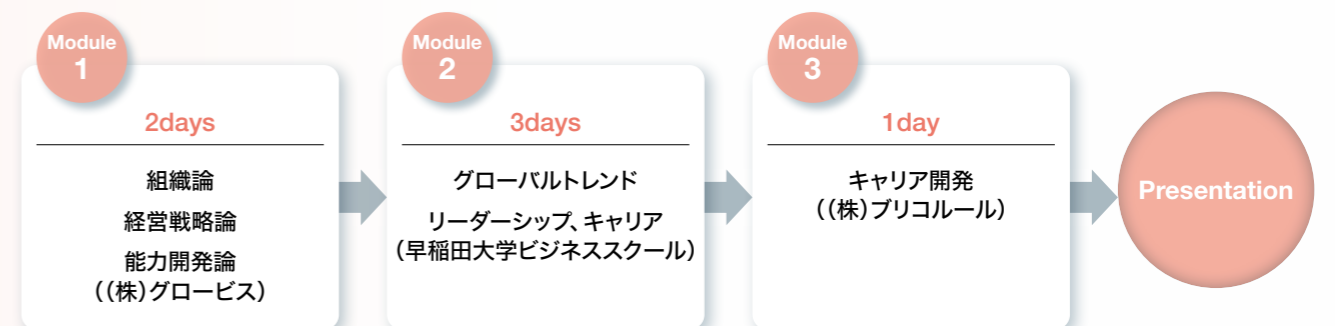 Module
1
2days
組織論
経営戦略論
能力開発論
((株)グロービス)
Module
2
3days
グローバルトレンド
リーダーシップ、キャリア
(早稲田大学ビジネススクール)
Module
3
1day
キャリア開発
((株)ブリコルール)
Presentation